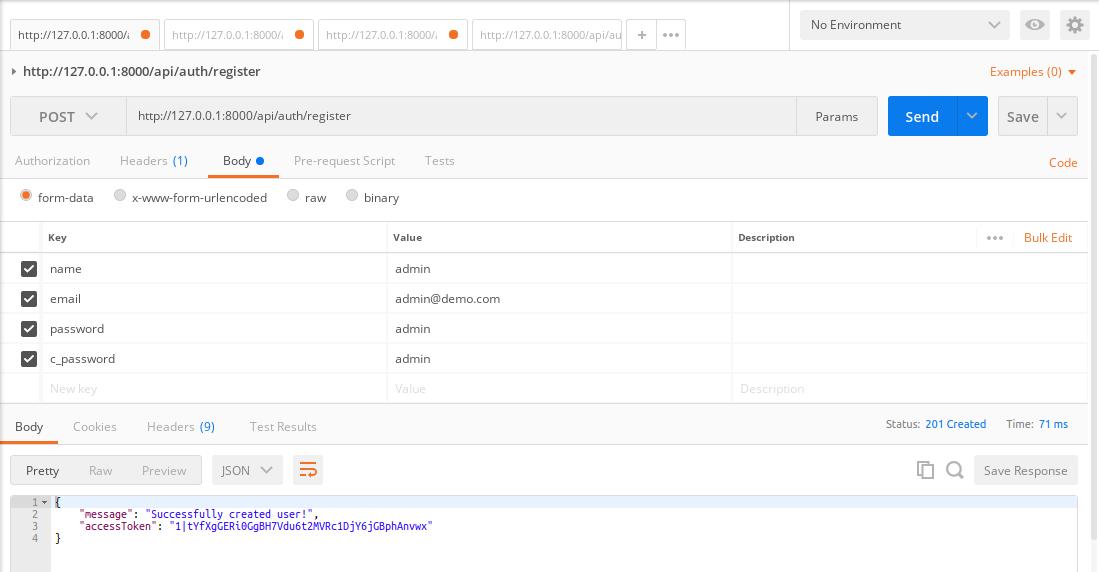 http://127.0.0.1:8000/a http://127.0.0.1:8000/a http://127.0.0.1:8000/a http://127.0.0.1:8000/api/au + ••• No Environment
http://127.0.0.1:8000/api/auth/register Examples (0)
POST http://127.0.0.1:8000/api/auth/register Params Send Save
Authorization Headers (1) Body Pre-request Script Tests Code
form-data x-www-form-urlencoded raw binary
Key Value Description ••• Bulk Edit
name admin
email admin@demo.com
password admin
c_password admin
New key Value Description
Body Cookies Headers (9) Test Results Status: 201 Created Time: 71 ms
Pretty Raw Preview JSON Save Response
1 {
2 "message": "Successfully created user!",
3 "accessToken": "1|tYfXgGERi0GgBH7Vdu6t2MVRc1DjY6jGBphAnvwx"
4 }